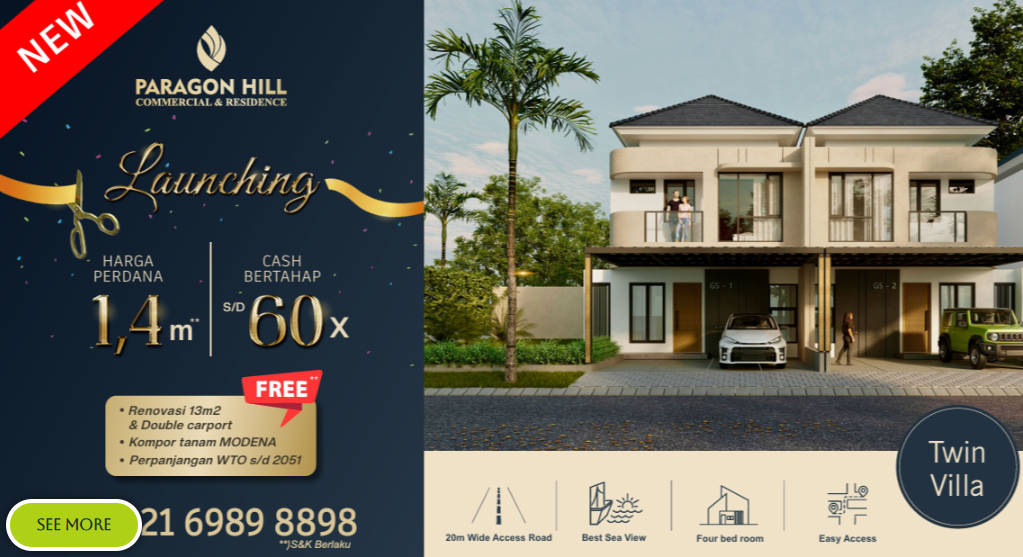 NEW
PARAGON HILL
COMMERCIAL & RESIDENCE
Launching
HARGA
PERDANA
1,4 m**
CASH
BERTAHAP
S/D 60 x
FREE**
• Renovasi 13m2
& Double carport
• Kompor tanam MODENA
• Perpanjangan WTO s/d 2051
SEE MORE
21 6989 8898
**)S&K Berlaku
GS - 1
GS - 2
Twin
Villa
20m Wide Access Road
Best Sea View
Four bed room
Easy Access